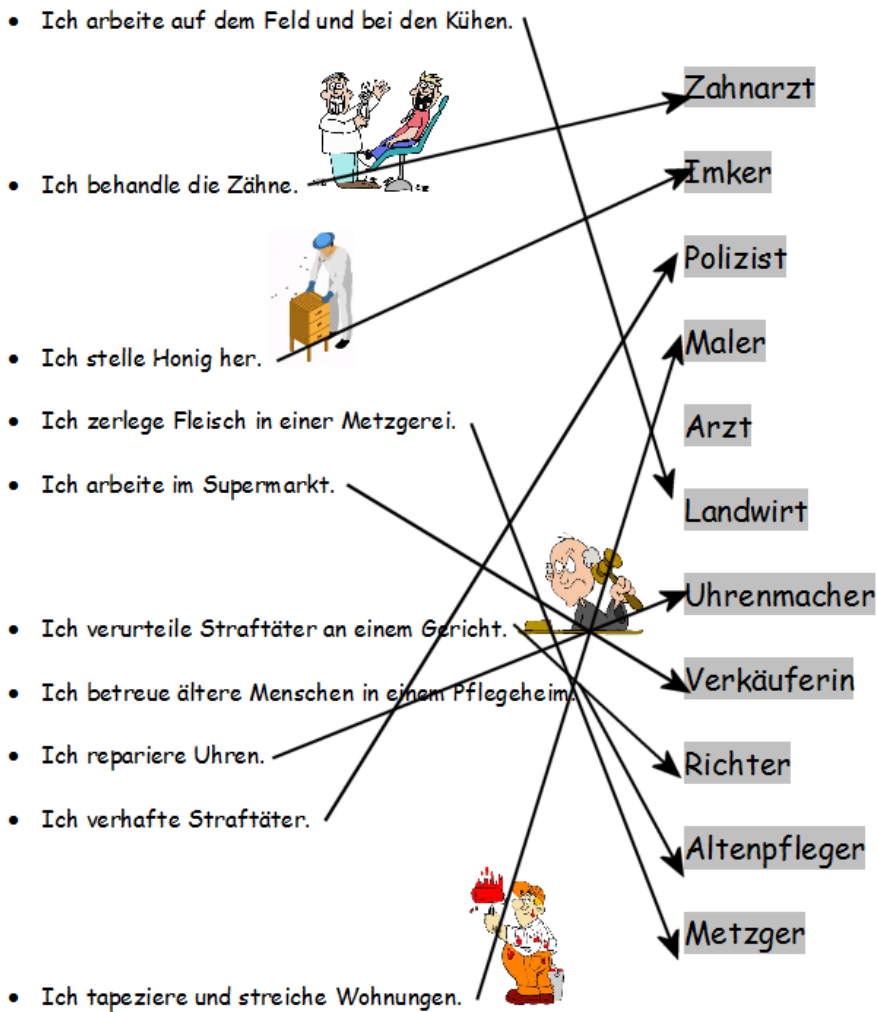 Ich arbeite auf dem Feld und bei den Kühen.
Ich behandle die Zähne.
Ich stelle Honig her.
Ich zerlege Fleisch in einer Metzgerei.
Ich arbeite im Supermarkt.
Ich verurteile Straftäter an einem Gericht.
Ich betreue ältere Menschen in einem Pflegeheim.
Ich repariere Uhren.
Ich verhafte Straftäter.
Ich tapeziere und streiche Wohnungen.
Zahnarzt
Imker
Polizist
Maler
Arzt
Landwirt
Uhrenmacher
Verkäuferin
Richter
Altenpfleger
Metzger